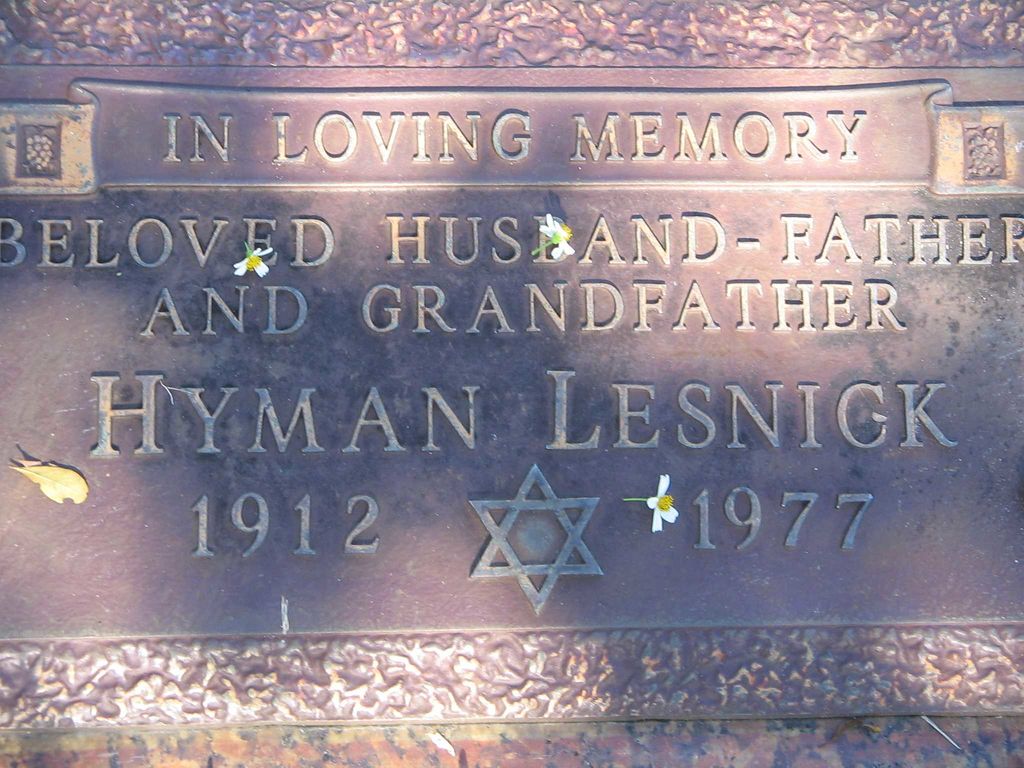 IN LOVING MEMORY
BELOVED HUSBAND-FATHER
AND GRANDFATHER
HYMAN LESNICK
1912 1977